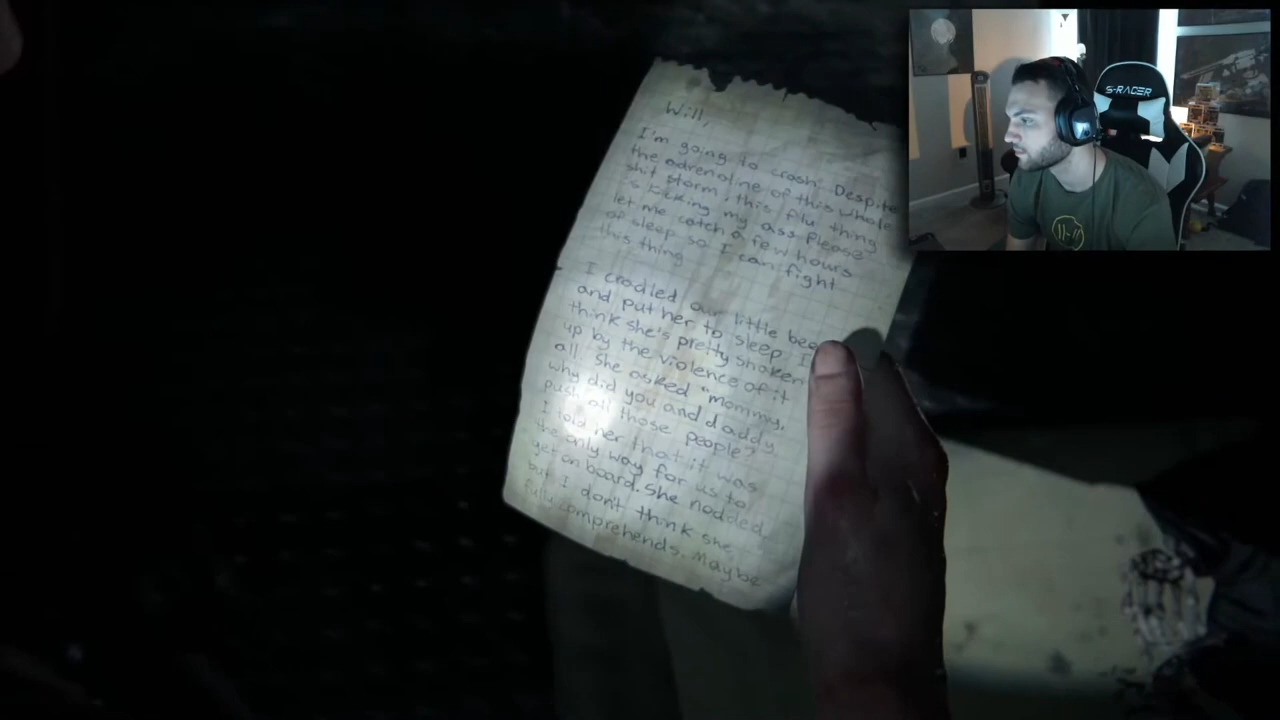 Will,
I'm going to crash. Despite
the adrenaline of this whole
shit storm, this flu thing
is kicking my ass. Please
let me catch a few hours
of sleep so I can fight
this thing
I cradled our little bee
and put her to sleep. I
think she's pretty shaken
up by the violence of it
all. She asked "mommy,
why did you and daddy
push all those people?
I told her that it was
the only way for us to
get on board. She nodded,
but I don't think she
fully comprehends. Maybe
S-RACER